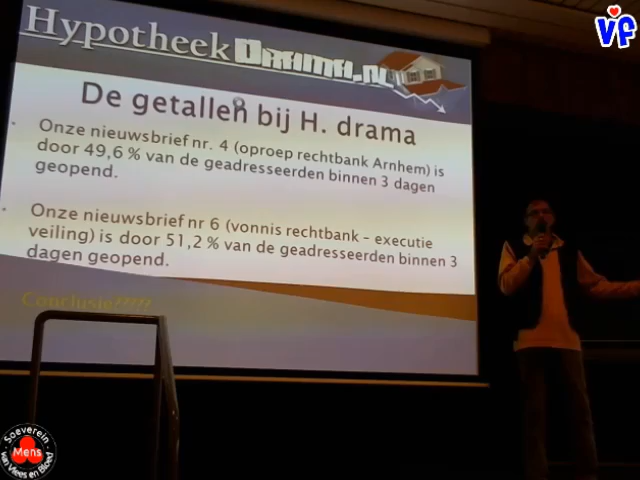 VF
HypotheekDrama.nl
De getallen bij H. drama
Onze nieuwsbrief nr. 4 (oproep rechtbank Arnhem) is
door 49,6 % van de geadresseerden binnen 3 dagen
geopend.
Onze nieuwsbrief nr 6 (vonnis rechtbank – executie
veiling) is door 51,2 % van de geadresseerden binnen 3
dagen geopend.
Conclusie?????
Soeverein
Mens
van Vlees en Bloed